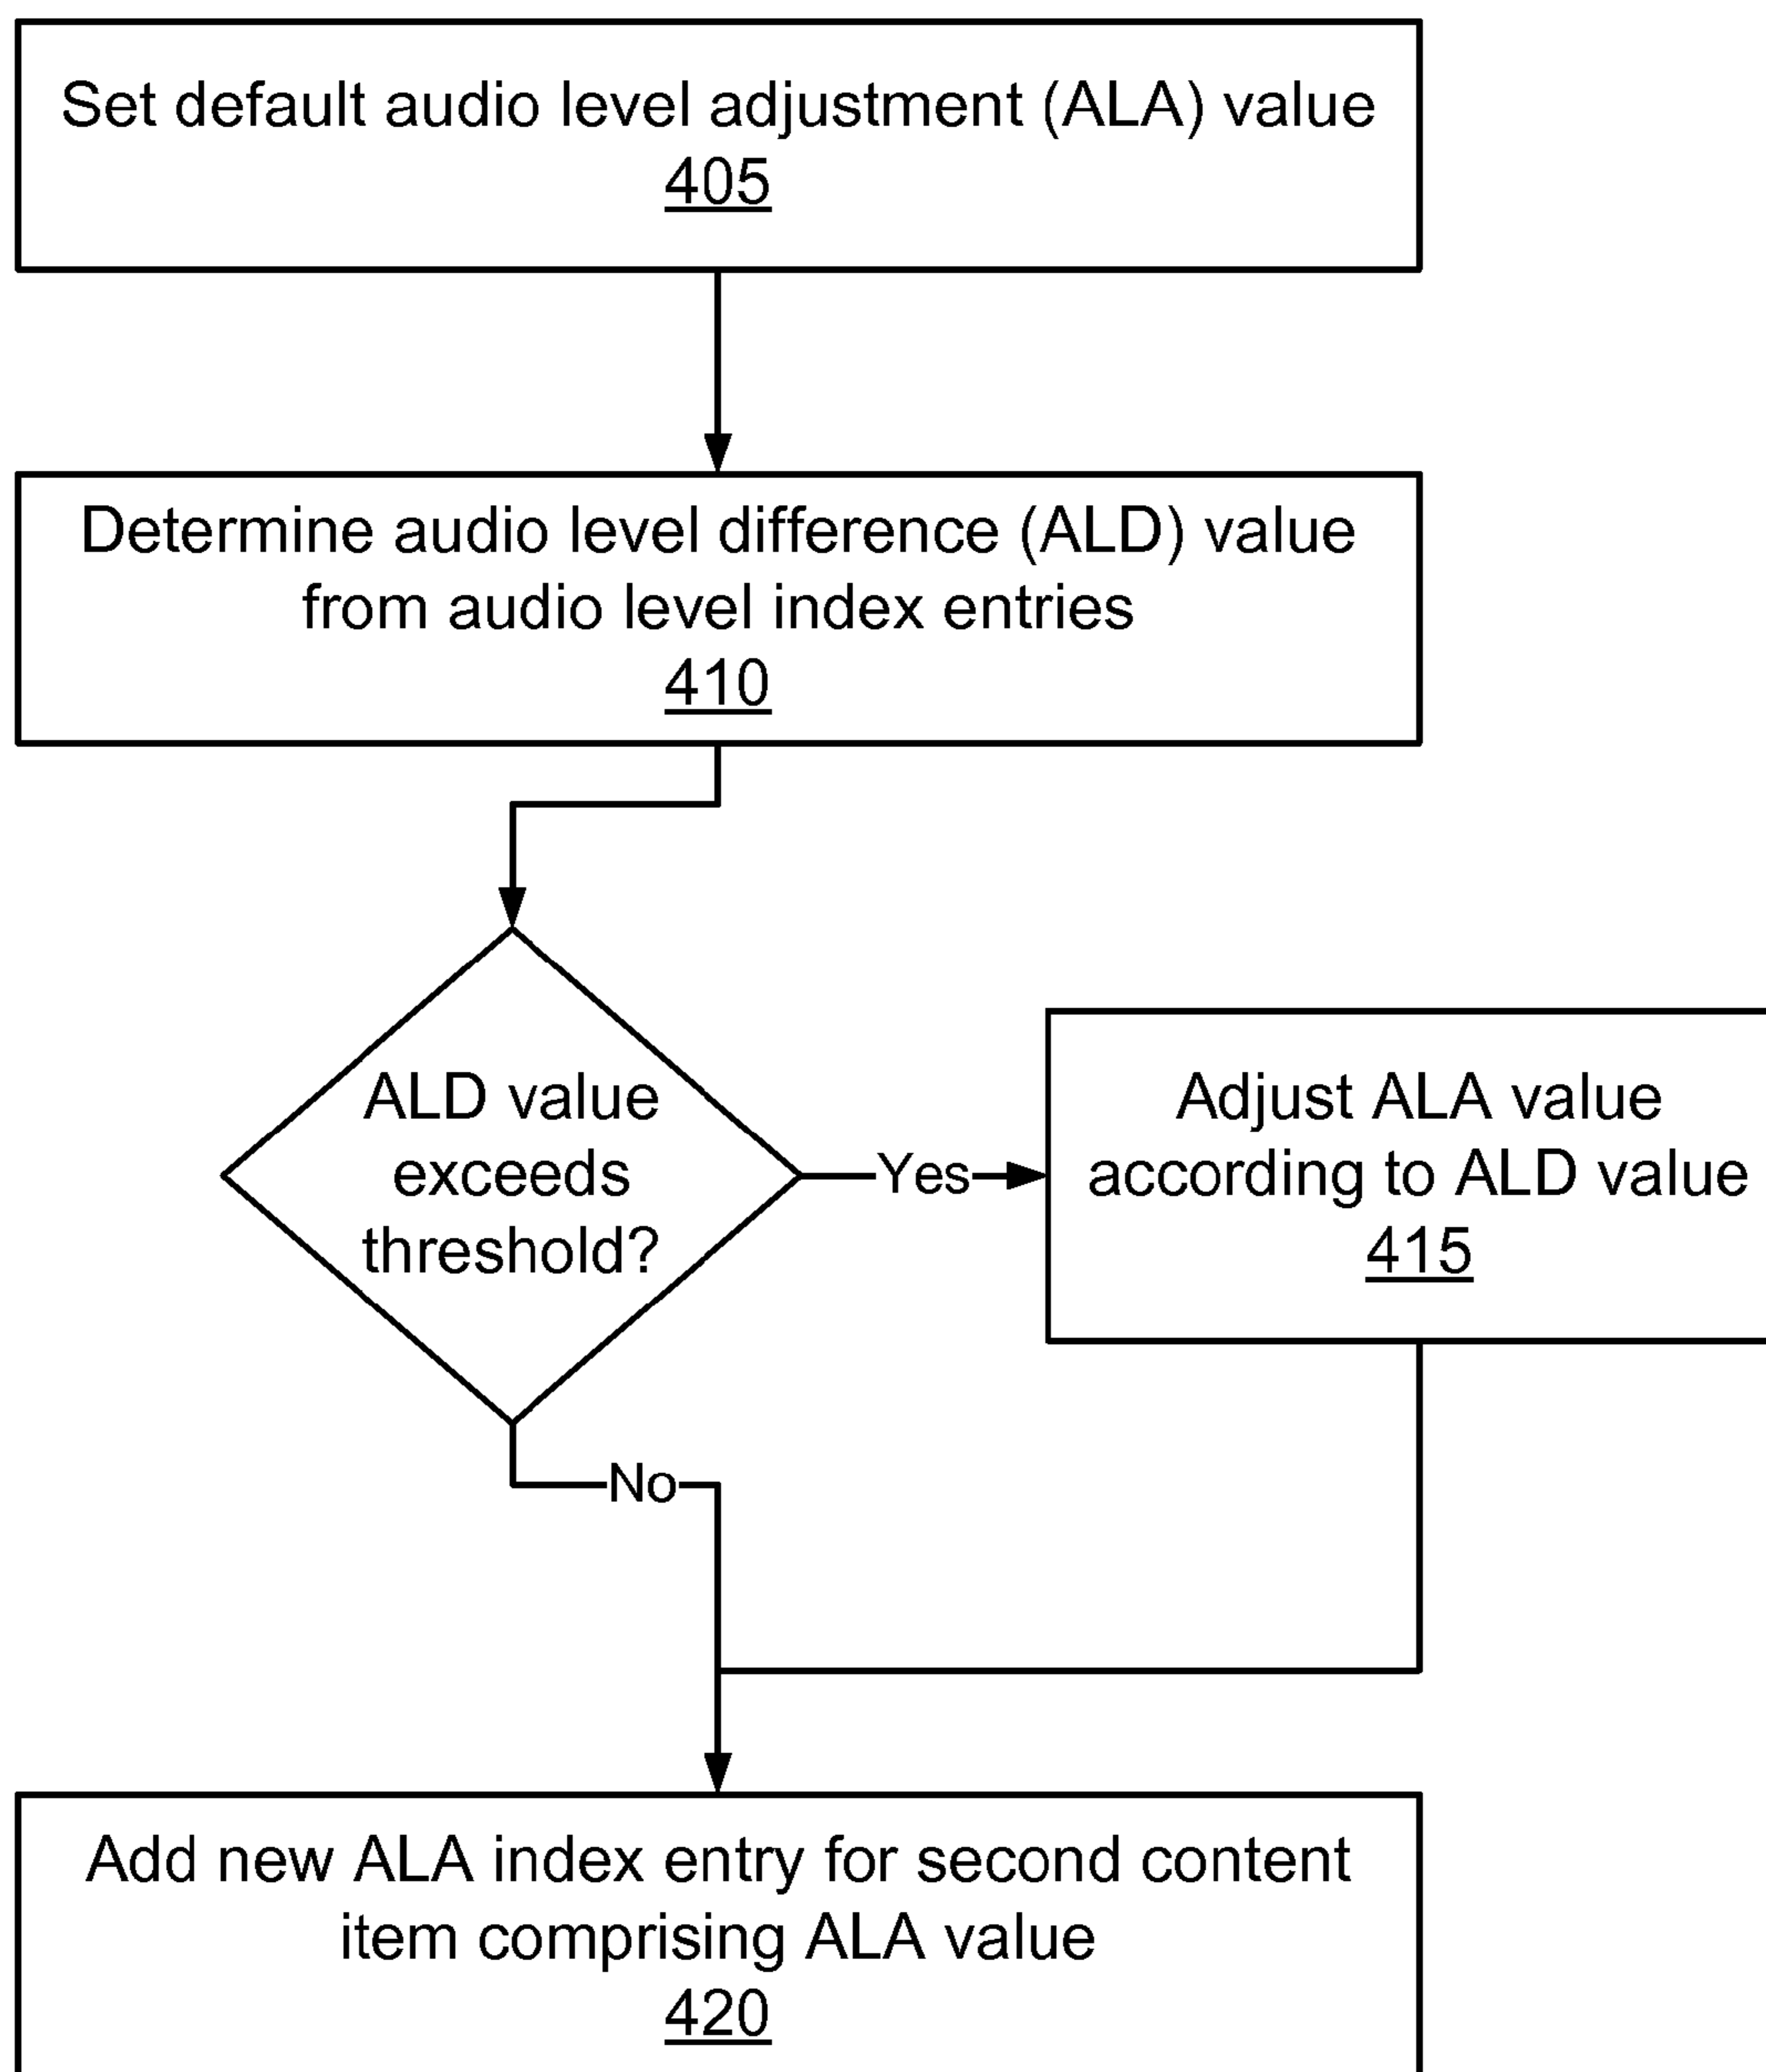 Set default audio level adjustment (ALA) value
405
Determine audio level difference (ALD) value
from audio level index entries
410
ALD value
exceeds
threshold?
Yes
Adjust ALA value
according to ALD value
415
No
Add new ALA index entry for second content
item comprising ALA value
420